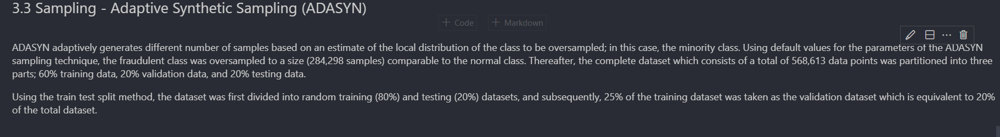 3.3 Sampling - Adaptive Synthetic Sampling (ADASYN)
+ Code + Markdown
ADASYN adaptively generates different number of samples based on an estimate of the local distribution of the class to be oversampled; in this case, the minority class. Using default values for the parameters of the ADASYN
sampling technique, the fraudulent class was oversampled to a size (284,298 samples) comparable to the normal class. Thereafter, the complete dataset which consists of a total of 568,613 data points was partitioned into three
parts; 60% training data, 20% validation data, and 20% testing data.
Using the train test split method, the dataset was first divided into random training (80%) and testing (20%) datasets, and subsequently, 25% of the training dataset was taken as the validation dataset which is equivalent to 20%
of the total dataset.